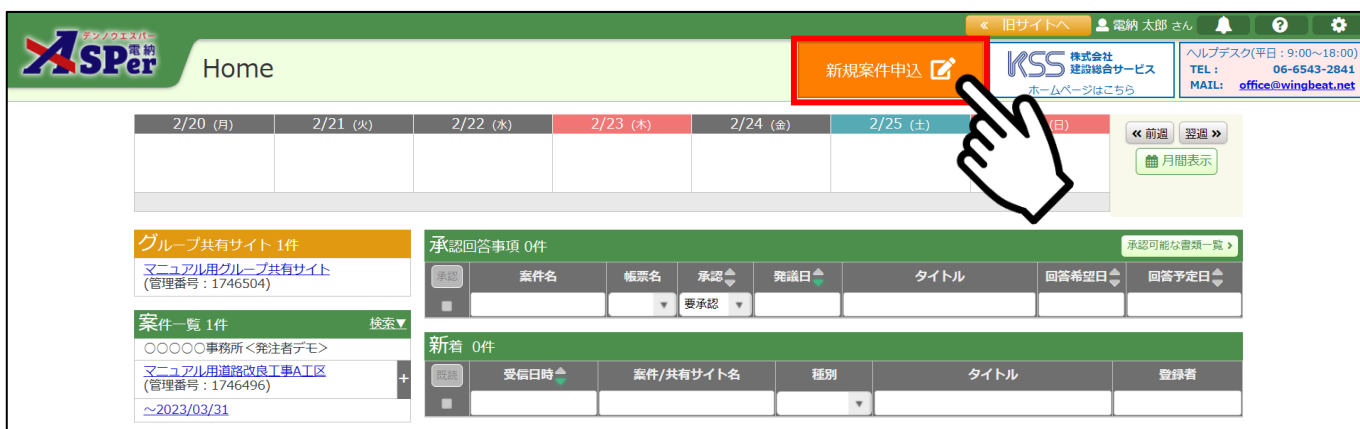 « 旧サイトへ 電納 太郎 さん
デンノウエスパー
ASPer 電納
Home
新規案件申込
KSS 株式会社 建設総合サービス
ホームページはこちら
ヘルプデスク(平日：9:00～18:00)
TEL： 06-6543-2841
MAIL: office@wingbeat.net
2/20 (月) 2/21 (火) 2/22 (水) 2/23 (木) 2/24 (金) 2/25 (土) (日)
«前週 翌週»
月間表示
グループ共有サイト 1件
マニュアル用グループ共有サイト
(管理番号：1746504)
案件一覧 1件 検索▼
○○○○○事務所＜発注者デモ＞
マニュアル用道路改良工事A工区
(管理番号：1746496)
+
～2023/03/31
承認回答事項 0件 承認可能な書類一覧 ›
承認 案件名 帳票名 承認 発議日 タイトル 回答希望日 回答予定日
要承認
新着 0件
既読 受信日時 案件/共有サイト名 種別 タイトル 登録者